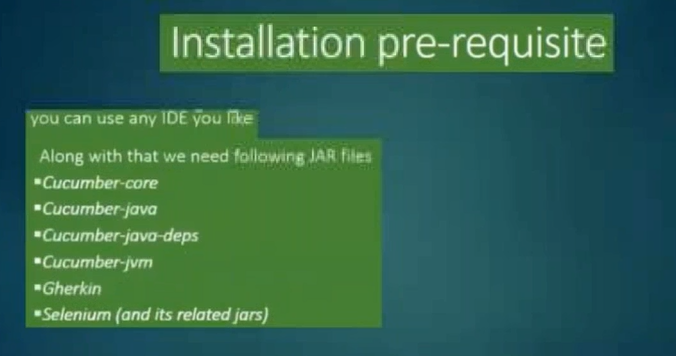 Installation pre-requisite
you can use any IDE you like
Along with that we need following JAR files
▪Cucumber-core
▪Cucumber-java
▪Cucumber-java-deps
▪Cucumber-jvm
▪Gherkin
▪Selenium (and its related jars)